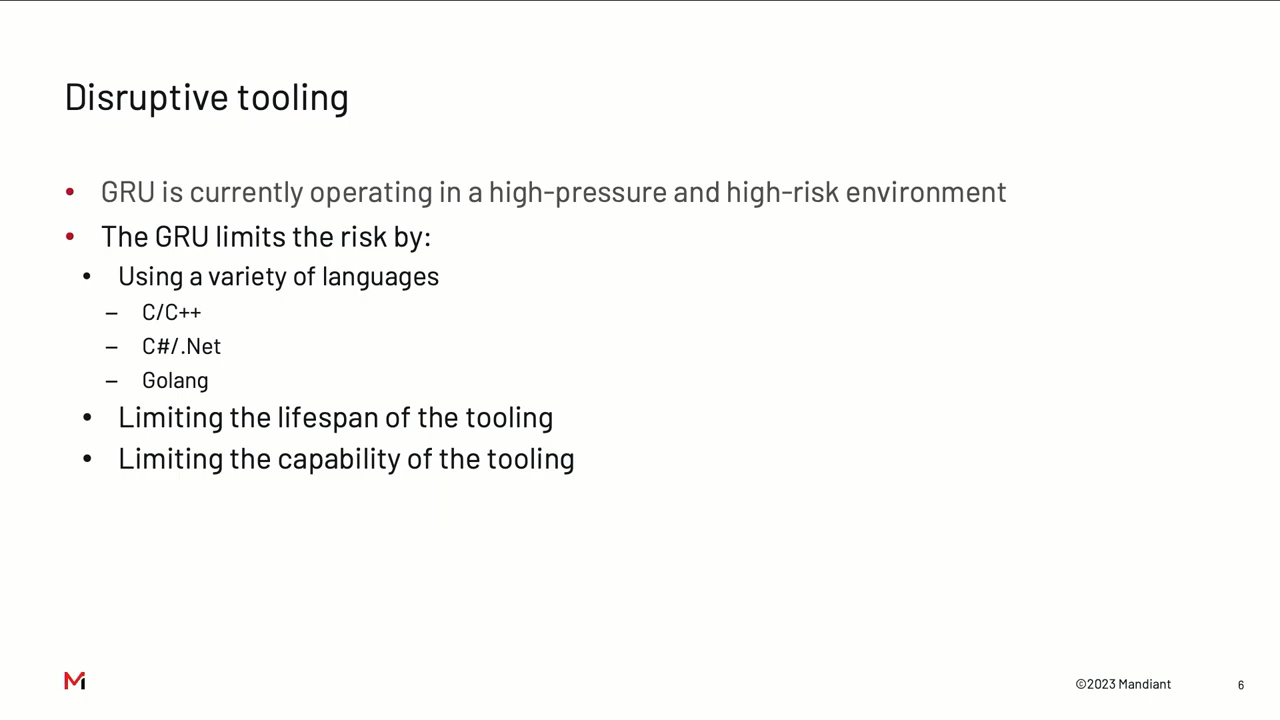 Disruptive tooling
• GRU is currently operating in a high-pressure and high-risk environment
• The GRU limits the risk by:
• Using a variety of languages
– C/C++
– C#/.Net
– Golang
• Limiting the lifespan of the tooling
• Limiting the capability of the tooling
©2023 Mandiant 6